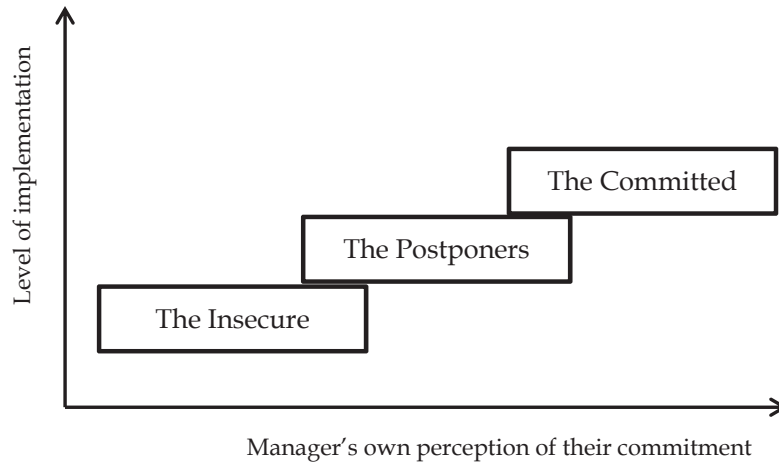 Level of implementation
The Committed
The Postponers
The Insecure
Manager’s own perception of their commitment